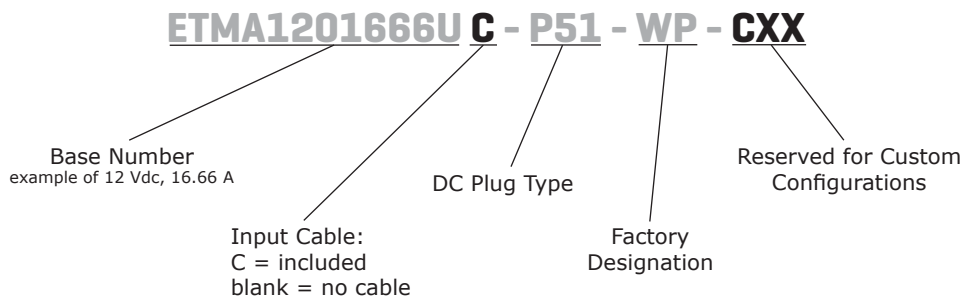 ETMA1201666U C - P51 - WP - CXX
Base Number
example of 12 Vdc, 16.66 A
Input Cable:
C = included
blank = no cable
DC Plug Type
Factory
Designation
Reserved for Custom
Configurations